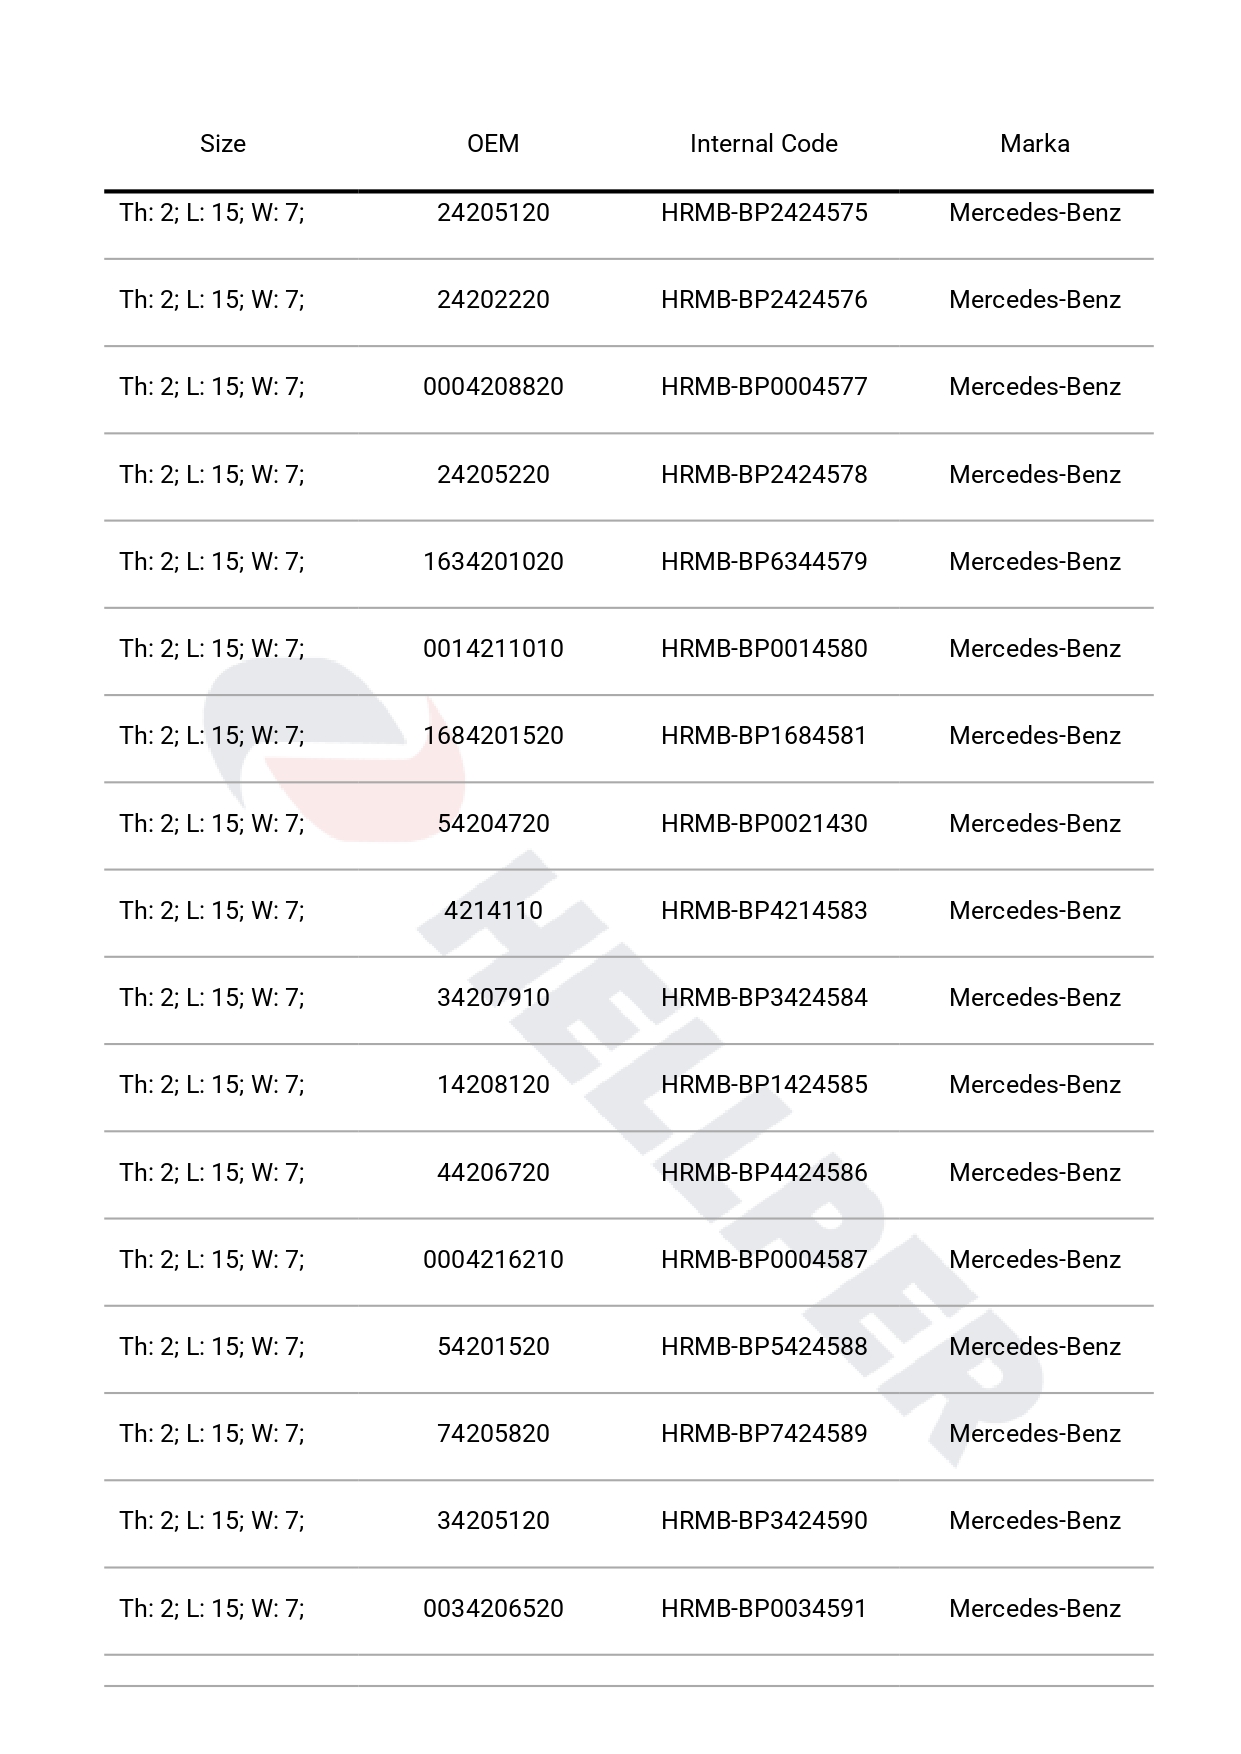 Size OEM Internal Code Marka
Th: 2; L: 15; W: 7; 24205120 HRMB-BP2424575 Mercedes-Benz
Th: 2; L: 15; W: 7; 24202220 HRMB-BP2424576 Mercedes-Benz
Th: 2; L: 15; W: 7; 0004208820 HRMB-BP0004577 Mercedes-Benz
Th: 2; L: 15; W: 7; 24205220 HRMB-BP2424578 Mercedes-Benz
Th: 2; L: 15; W: 7; 1634201020 HRMB-BP6344579 Mercedes-Benz
Th: 2; L: 15; W: 7; 0014211010 HRMB-BP0014580 Mercedes-Benz
Th: 2; L: 15; W: 7; 1684201520 HRMB-BP1684581 Mercedes-Benz
Th: 2; L: 15; W: 7; 54204720 HRMB-BP0021430 Mercedes-Benz
Th: 2; L: 15; W: 7; 4214110 HRMB-BP4214583 Mercedes-Benz
Th: 2; L: 15; W: 7; 34207910 HRMB-BP3424584 Mercedes-Benz
Th: 2; L: 15; W: 7; 14208120 HRMB-BP1424585 Mercedes-Benz
Th: 2; L: 15; W: 7; 44206720 HRMB-BP4424586 Mercedes-Benz
Th: 2; L: 15; W: 7; 0004216210 HRMB-BP0004587 Mercedes-Benz
Th: 2; L: 15; W: 7; 54201520 HRMB-BP5424588 Mercedes-Benz
Th: 2; L: 15; W: 7; 74205820 HRMB-BP7424589 Mercedes-Benz
Th: 2; L: 15; W: 7; 34205120 HRMB-BP3424590 Mercedes-Benz
Th: 2; L: 15; W: 7; 0034206520 HRMB-BP0034591 Mercedes-Benz
HELLPER